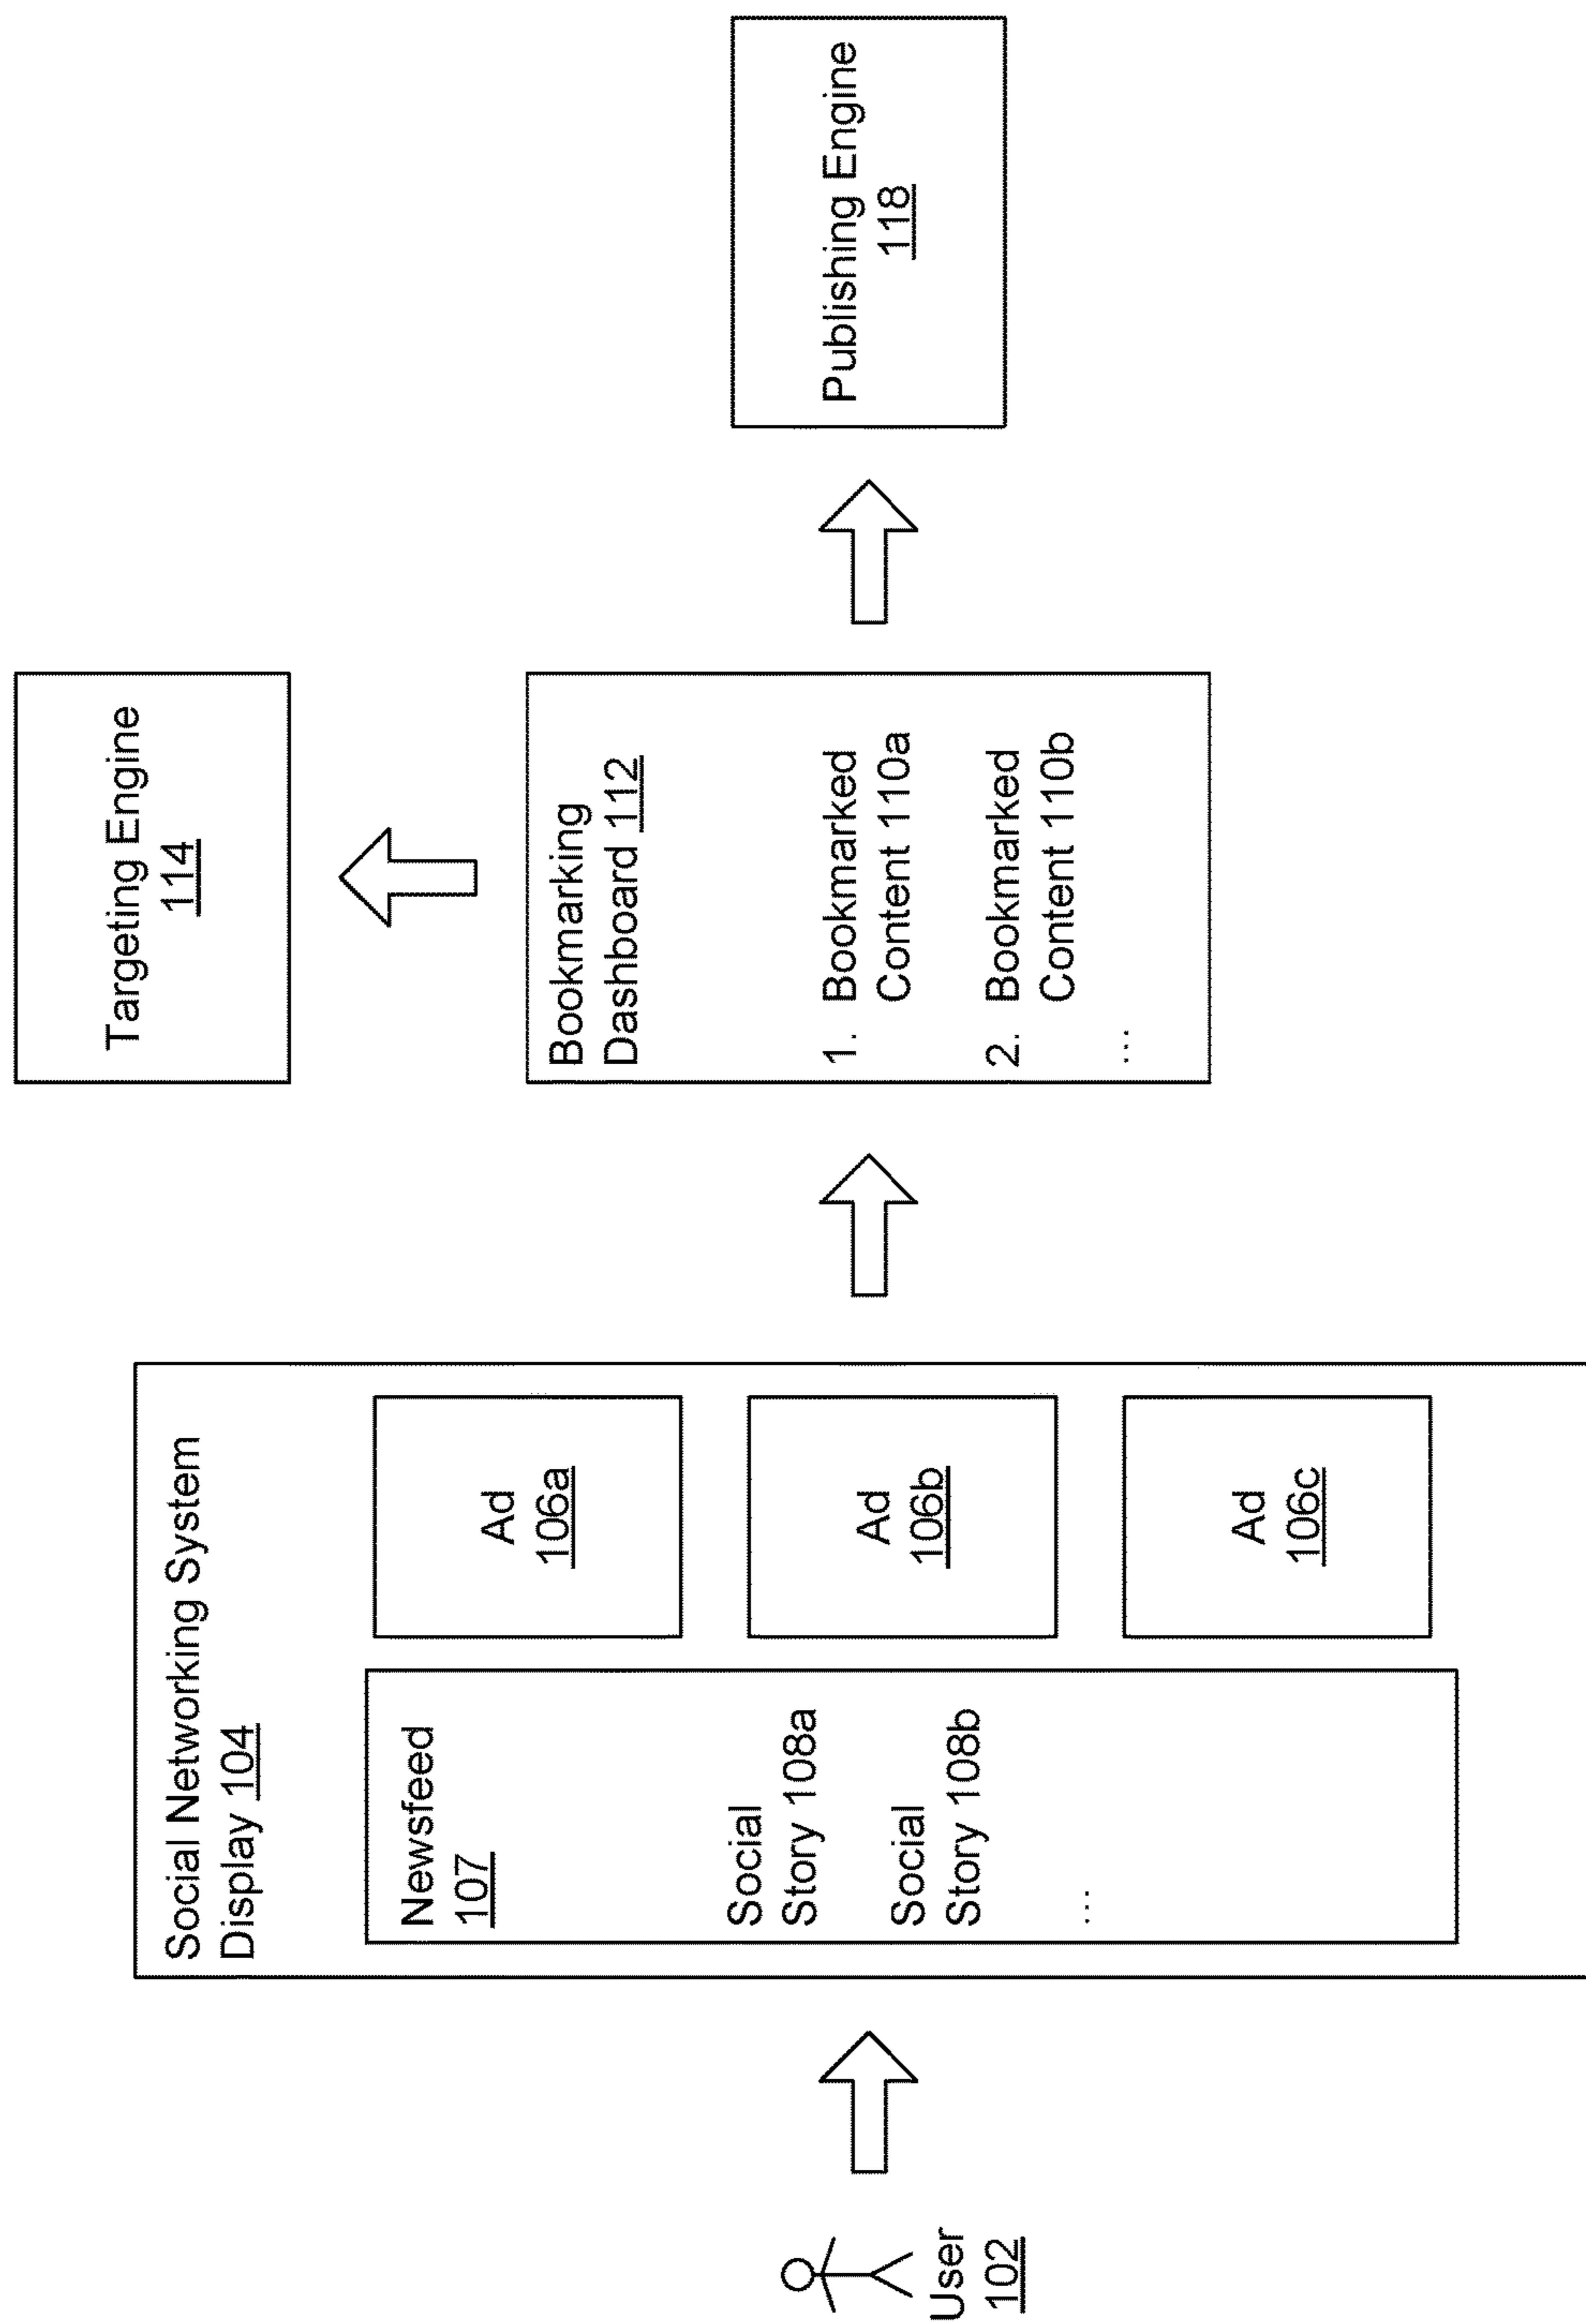 User
102
Social Networking System
Display 104
Newsfeed
107
Social
Story 108a
Social
Story 108b
...
Ad
106a
Ad
106b
Ad
106c
Bookmarking
Dashboard 112
1. Bookmarked
Content 110a
2. Bookmarked
Content 110b
...
Targeting Engine
114
Publishing Engine
118